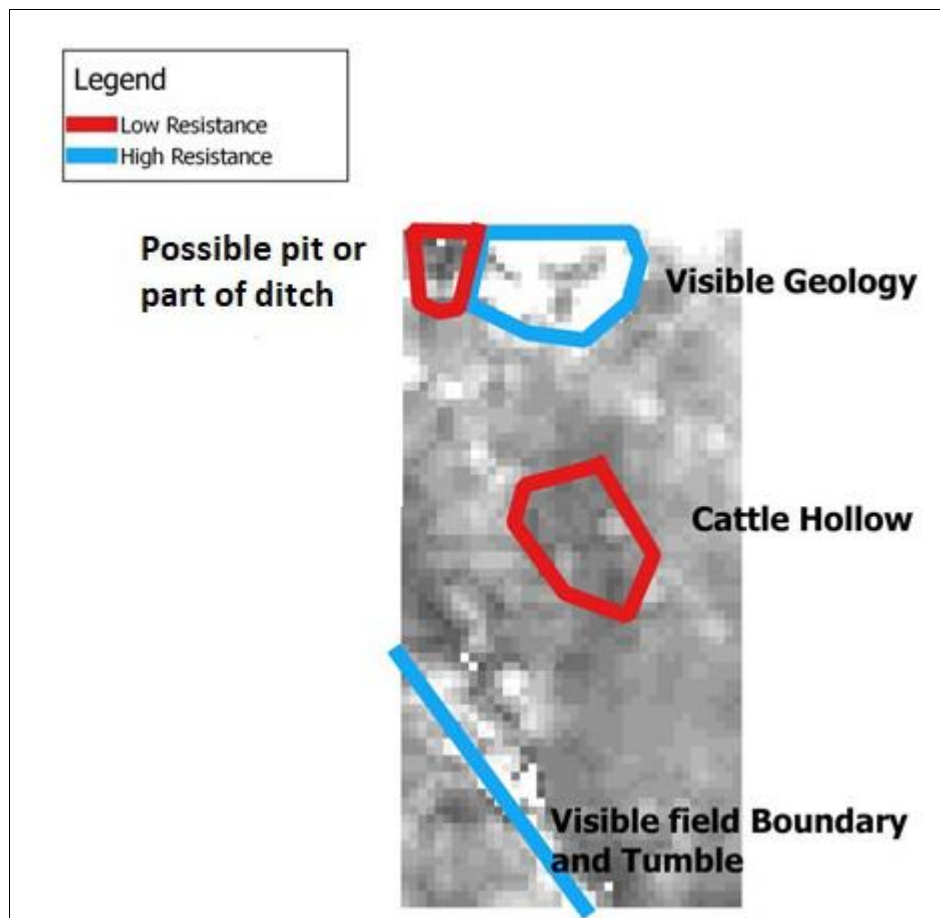 Legend
Low Resistance
High Resistance
Possible pit or
part of ditch
Visible Geology
Cattle Hollow
Visible field Boundary
and Tumble